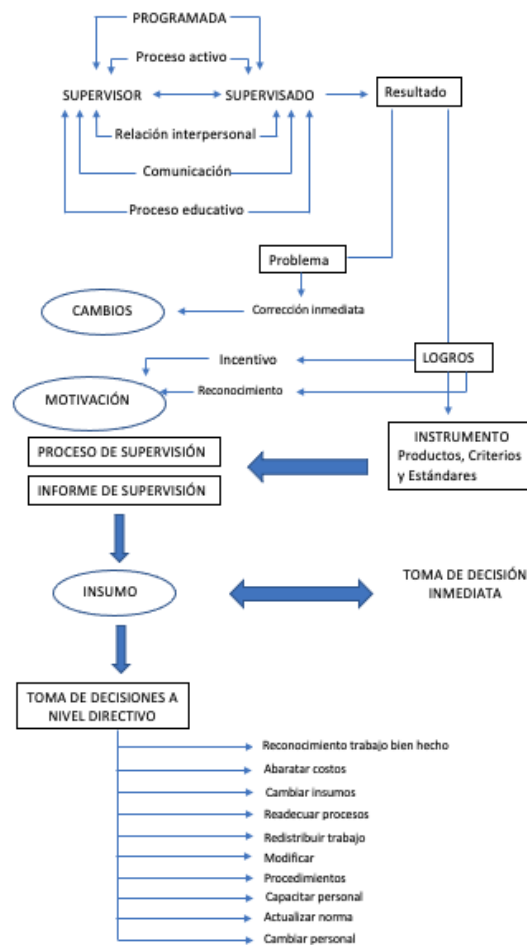 PROGRAMADA
Proceso activo
SUPERVISOR
SUPERVISADO
Resultado
Relación interpersonal
Comunicación
Proceso educativo
Problema
CAMBIOS
Corrección inmediata
Incentivo
LOGROS
Reconocimiento
MOTIVACIÓN
INSTRUMENTO
Productos, Criterios
y Estándares
PROCESO DE SUPERVISIÓN
INFORME DE SUPERVISIÓN
INSUMO
TOMA DE DECISIÓN
INMEDIATA
TOMA DE DECISIONES A
NIVEL DIRECTIVO
Reconocimiento trabajo bien hecho
Abaratar costos
Cambiar insumos
Readecuar procesos
Redistribuir trabajo
Modificar
Procedimientos
Capacitar personal
Actualizar norma
Cambiar personal